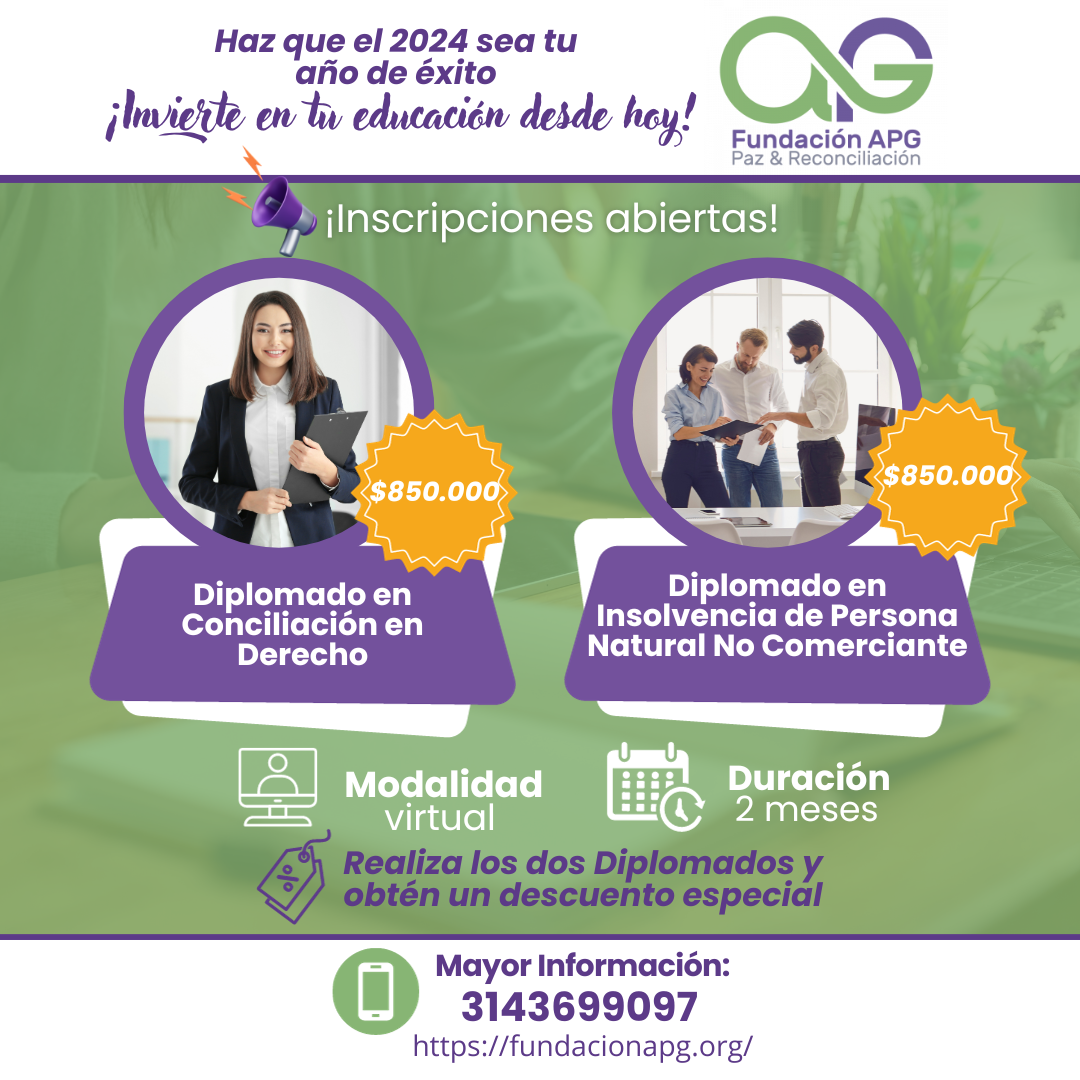 Haz que el 2024 sea tu
año de éxito
¡Invierte en tu educación desde hoy!
aPG
Fundación APG
Paz & Reconciliación
¡Inscripciones abiertas!
$850.000
$850.000
Diplomado en
Conciliación en
Derecho
Diplomado en
Insolvencia de Persona
Natural No Comerciante
Modalidad
virtual
Duración
2 meses
%
Realiza los dos Diplomados y
obtén un descuento especial
Mayor Información:
3143699097
https://fundacionapg.org/